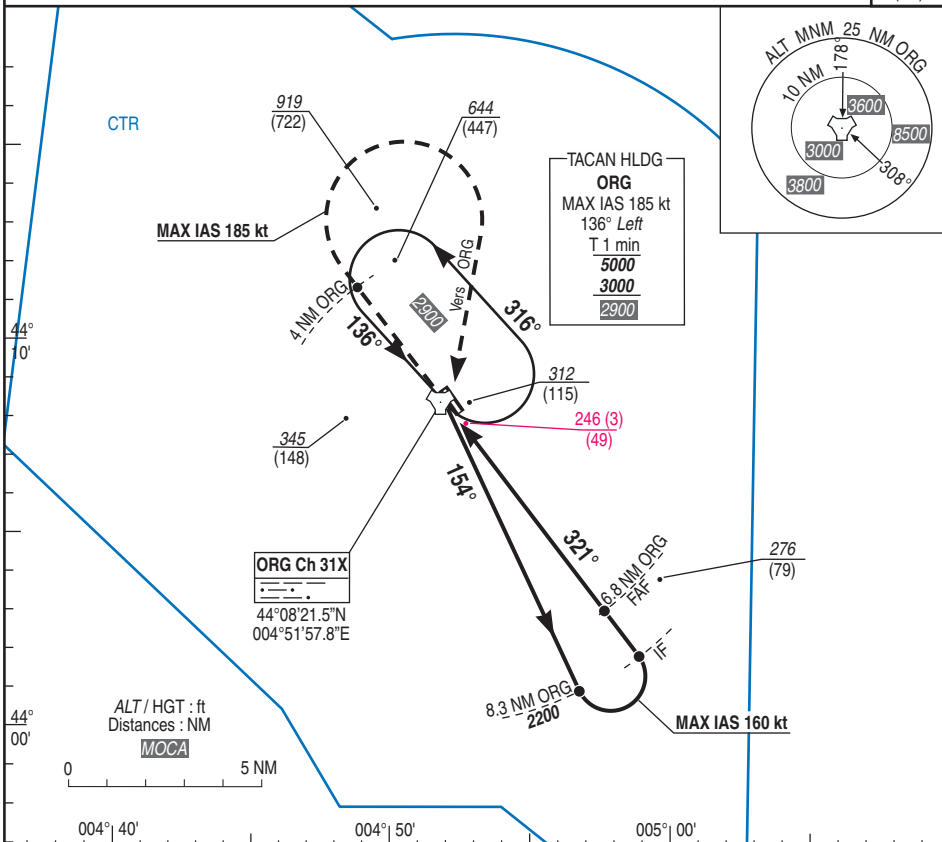 ALT MNM 25 NM ORG
10 NM
178°
3600
8500
3000
3800
308°
CTR
919
(722)
644
(447)
TACAN HLDG
ORG
MAX IAS 185 kt
136° Left
T 1 min
5000
3000
2900
MAX IAS 185 kt
Vers ORG
4 NM ORG
2900
316°
136°
44°
10'
312
(115)
246 (3)
(49)
345
(148)
154°
321°
ORG Ch 31X
44°08'21.5"N
004°51'57.8"E
6.8 NM ORG
FAF
276
(79)
IF
8.3 NM ORG
2200
MAX IAS 160 kt
44°
00'
ALT / HGT : ft
Distances : NM
MOCA
0
5 NM
004° 40'
004° 50'
005° 00'